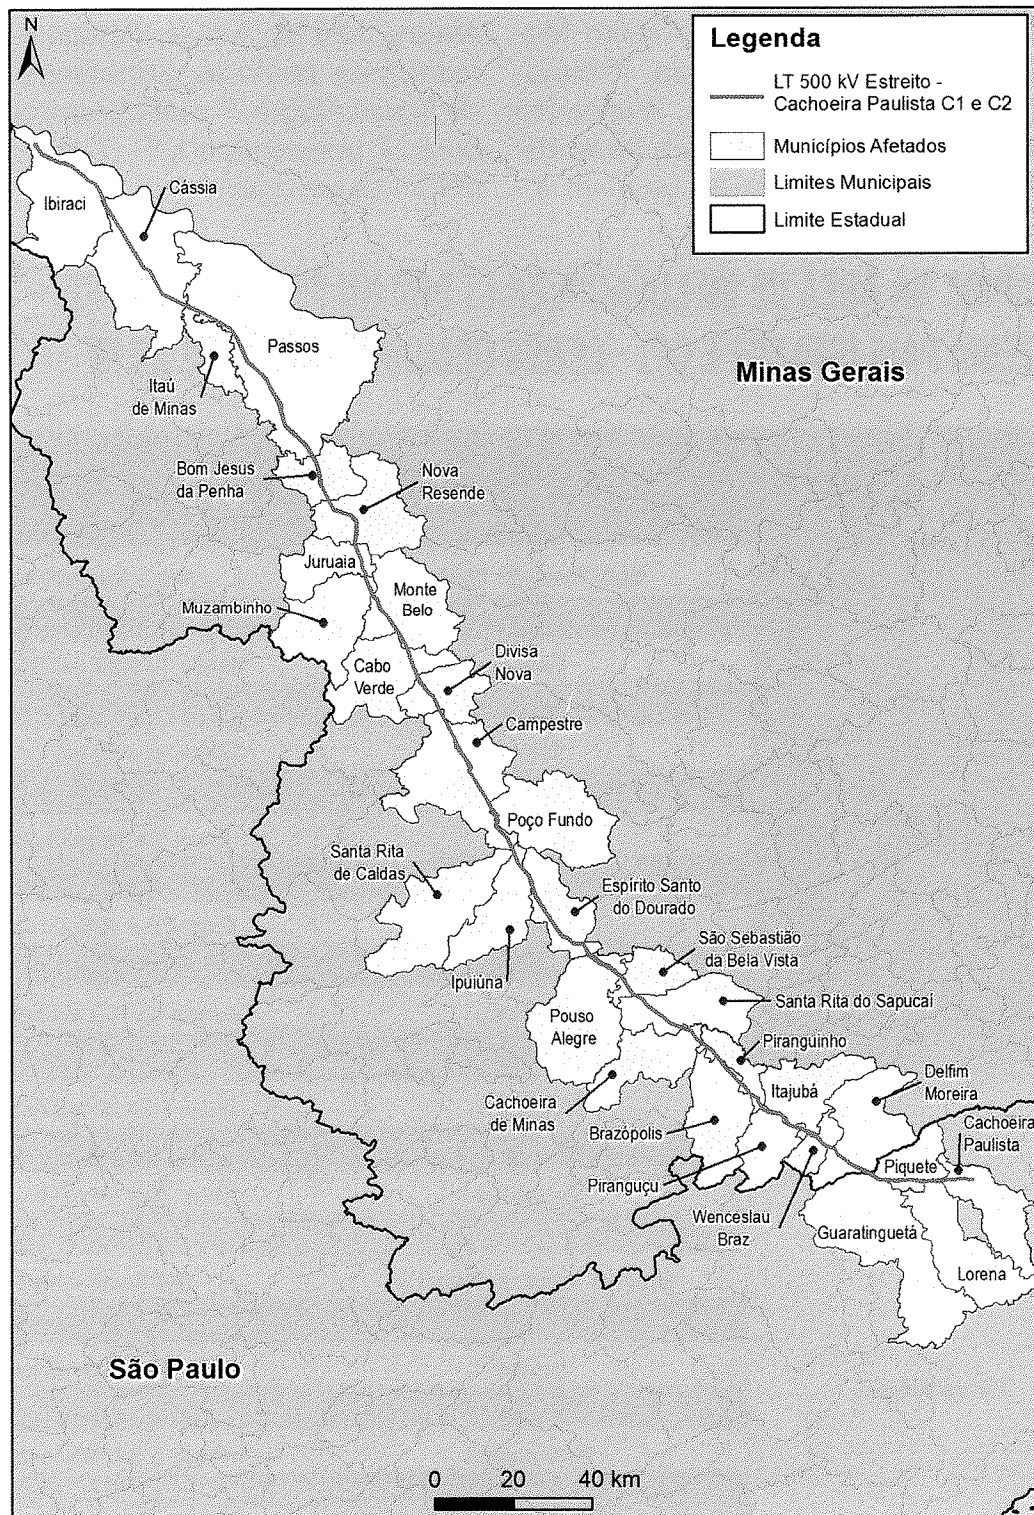 N
Legenda
LT 500 kV Estreito -
Cachoeira Paulista C1 e C2
Municípios Afetados
Limites Municipais
Limite Estadual
Ibiraci
Cássia
Passos
Itaú
de Minas
Minas Gerais
Bom Jesus
da Penha
Nova
Resende
Juruaia
Monte
Belo
Muzambinho
Cabo
Verde
Divisa
Nova
Campestre
Poço Fundo
Santa Rita
de Caldas
Espírito Santo
do Dourado
São Sebastião
da Bela Vista
Ipuiúna
Santa Rita do Sapucaí
Pouso
Alegre
Piranguinho
Itajubá
Delfim
Moreira
Cachoeira
de Minas
Cachoeira
Paulista
Brazópolis
Piquete
Piranguçu
Wenceslau
Braz
Guaratinguetá
Lorena
São Paulo
0 20 40 km